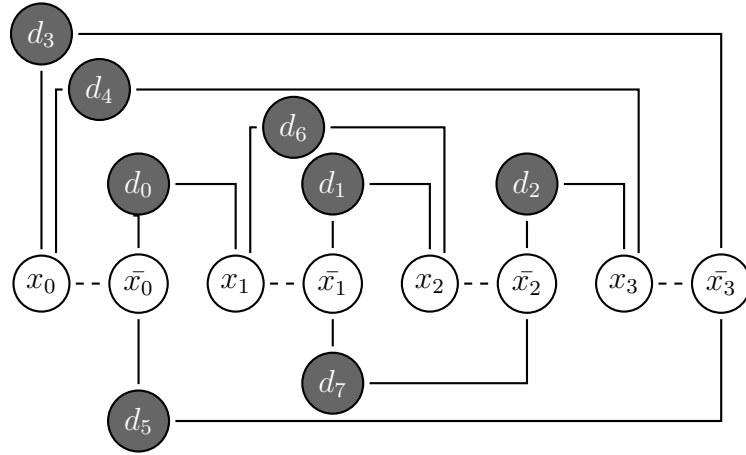 d₃
d₄
d₆
d₀ d₁ d₂
x₀ x̄₀ x₁ x̄₁ x₂ x̄₂ x₃ x̄₃
d₇
d₅